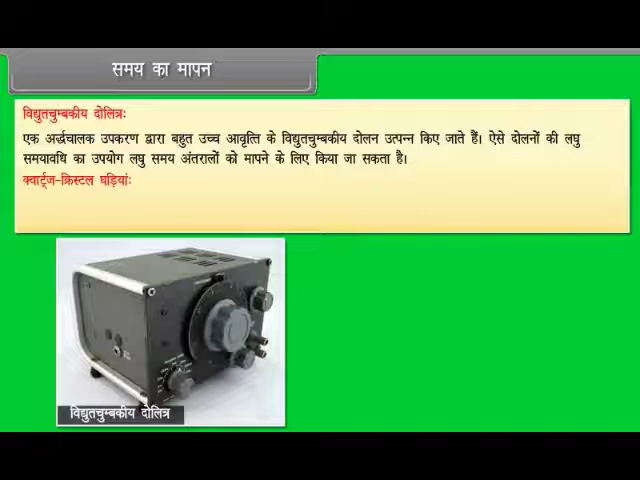 समय का मापन
विद्युतचुम्बकीय दोलित्रः
एक अर्द्धचालक उपकरण द्वारा बहुत उच्च आवृत्ति के विद्युतचुम्बकीय दोलन उत्पन्न किए जाते हैं। ऐसे दोलनों की लघु
समयावधि का उपयोग लघु समय अंतरालों को मापने के लिए किया जा सकता है।
क्वार्ट्ज-क्रिस्टल घड़ियांः
विद्युतचुम्बकीय दोलित्र